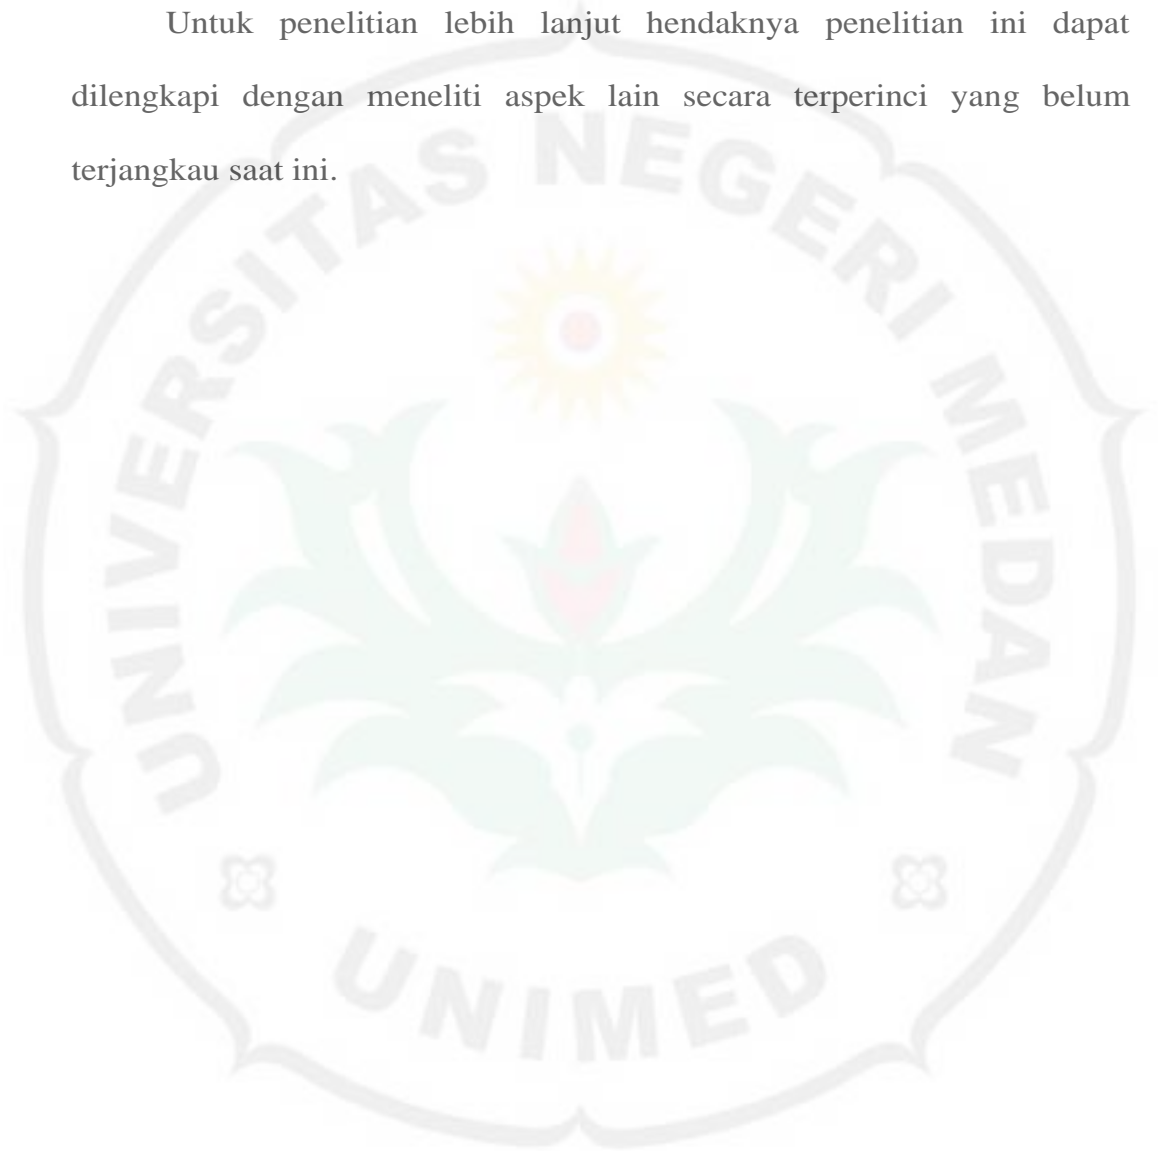 Untuk penelitian lebih lanjut hendaknya penelitian ini dapat
dilengkapi dengan meneliti aspek lain secara terperinci yang belum
terjangkau saat ini.
UNIVERSITAS NEGERI MEDAN
UNIMED